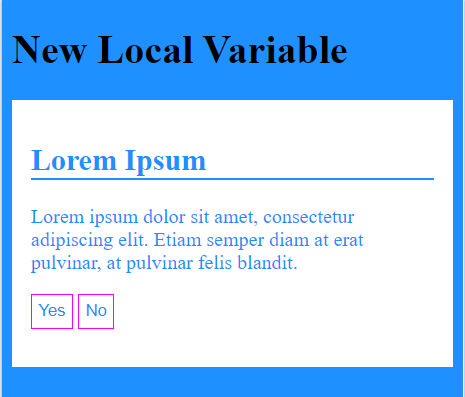 New Local Variable
Lorem Ipsum
Lorem ipsum dolor sit amet, consectetur
adipiscing elit. Etiam semper diam at erat
pulvinar, at pulvinar felis blandit.
Yes No